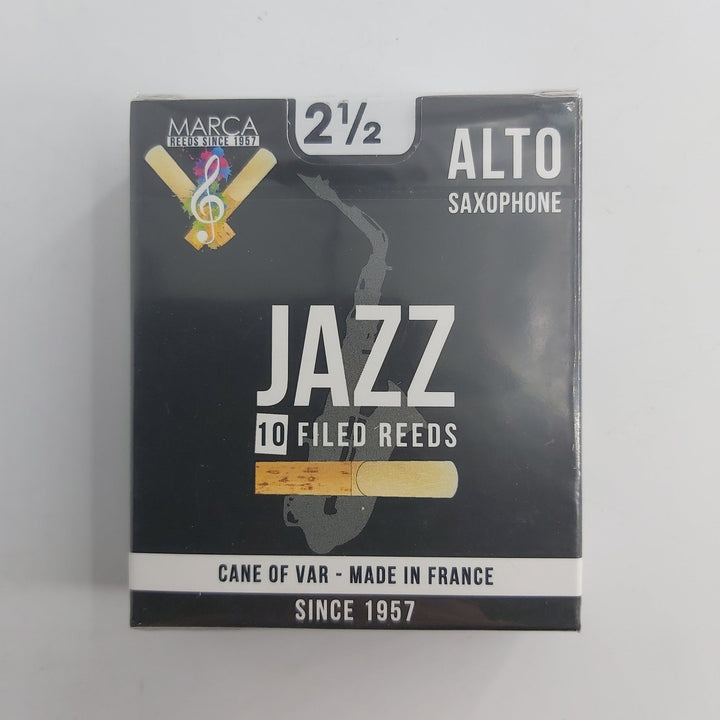 MARCA
REEDS SINCE 1957
2½
ALTO
SAXOPHONE
JAZZ
10 FILED REEDS
CANE OF VAR - MADE IN FRANCE
SINCE 1957